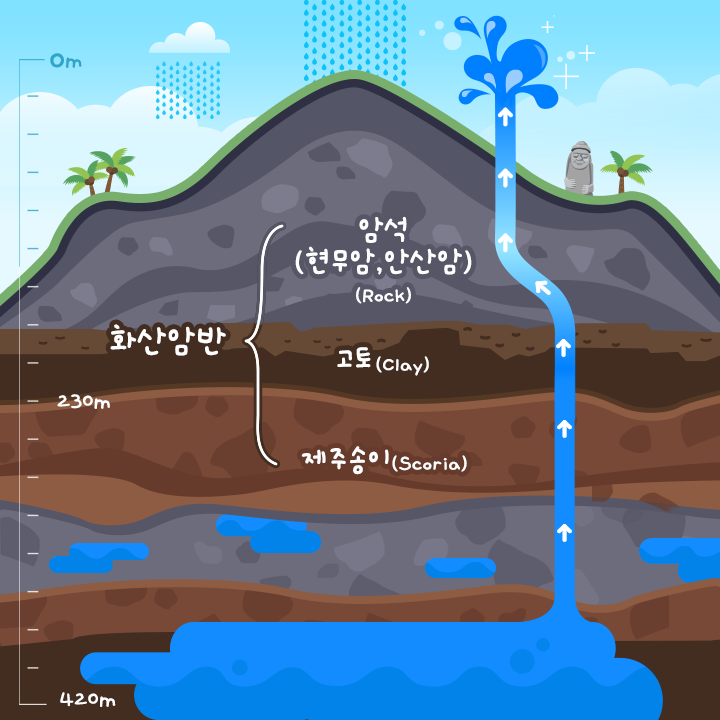 0m
암석
(현무암,안산암)
(Rock)
화산암반
고토(Clay)
230m
제주송이(Scoria)
420m